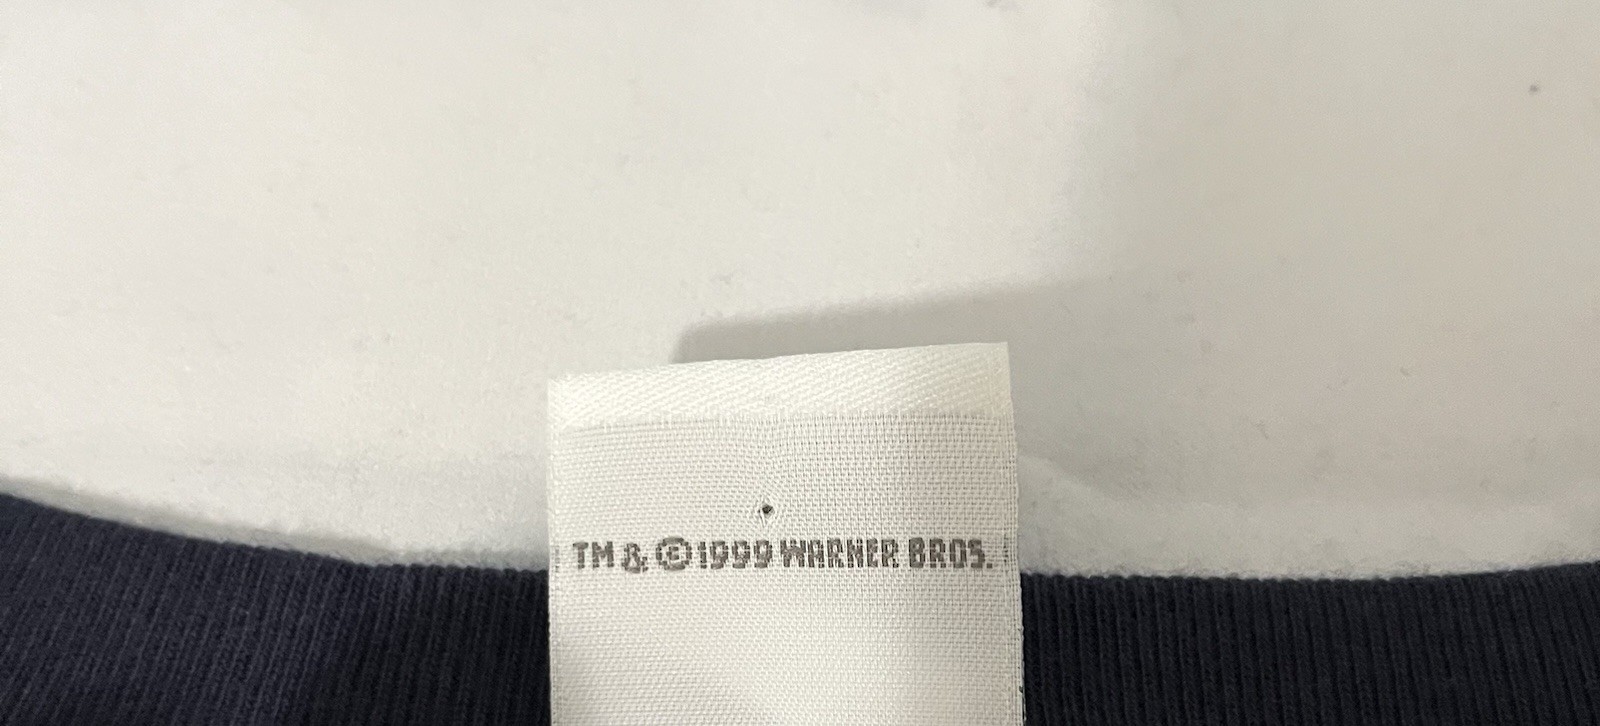 TM & ©1999 WARNER BROS.